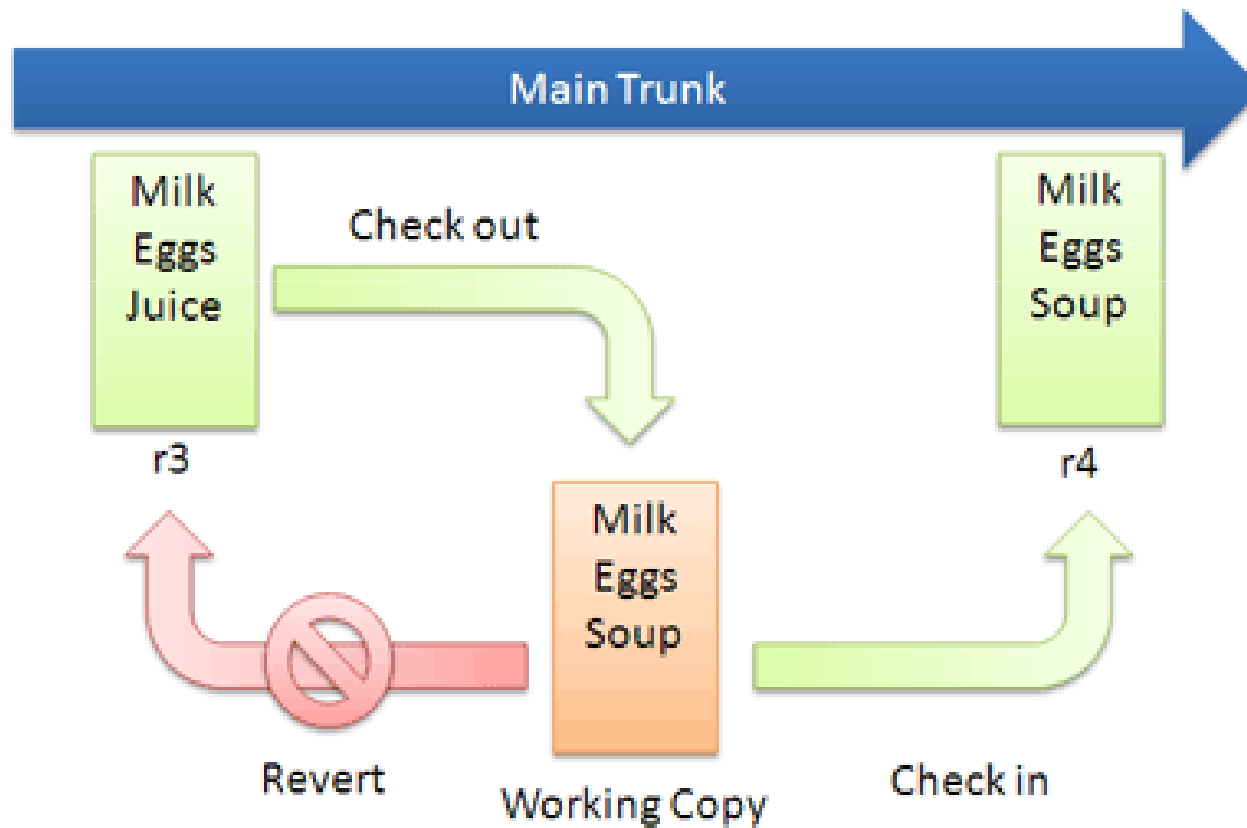 Main Trunk
Milk
Eggs
Juice
r3
Check out
Milk
Eggs
Soup
r4
Milk
Eggs
Soup
Working Copy
Revert
Check in